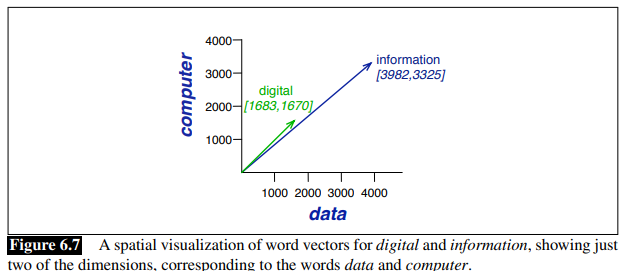 computer
4000
3000
2000
1000
information
[3982,3325]
digital
[1683,1670]
1000 2000 3000 4000
data
Figure 6.7 A spatial visualization of word vectors for digital and information, showing just
two of the dimensions, corresponding to the words data and computer.